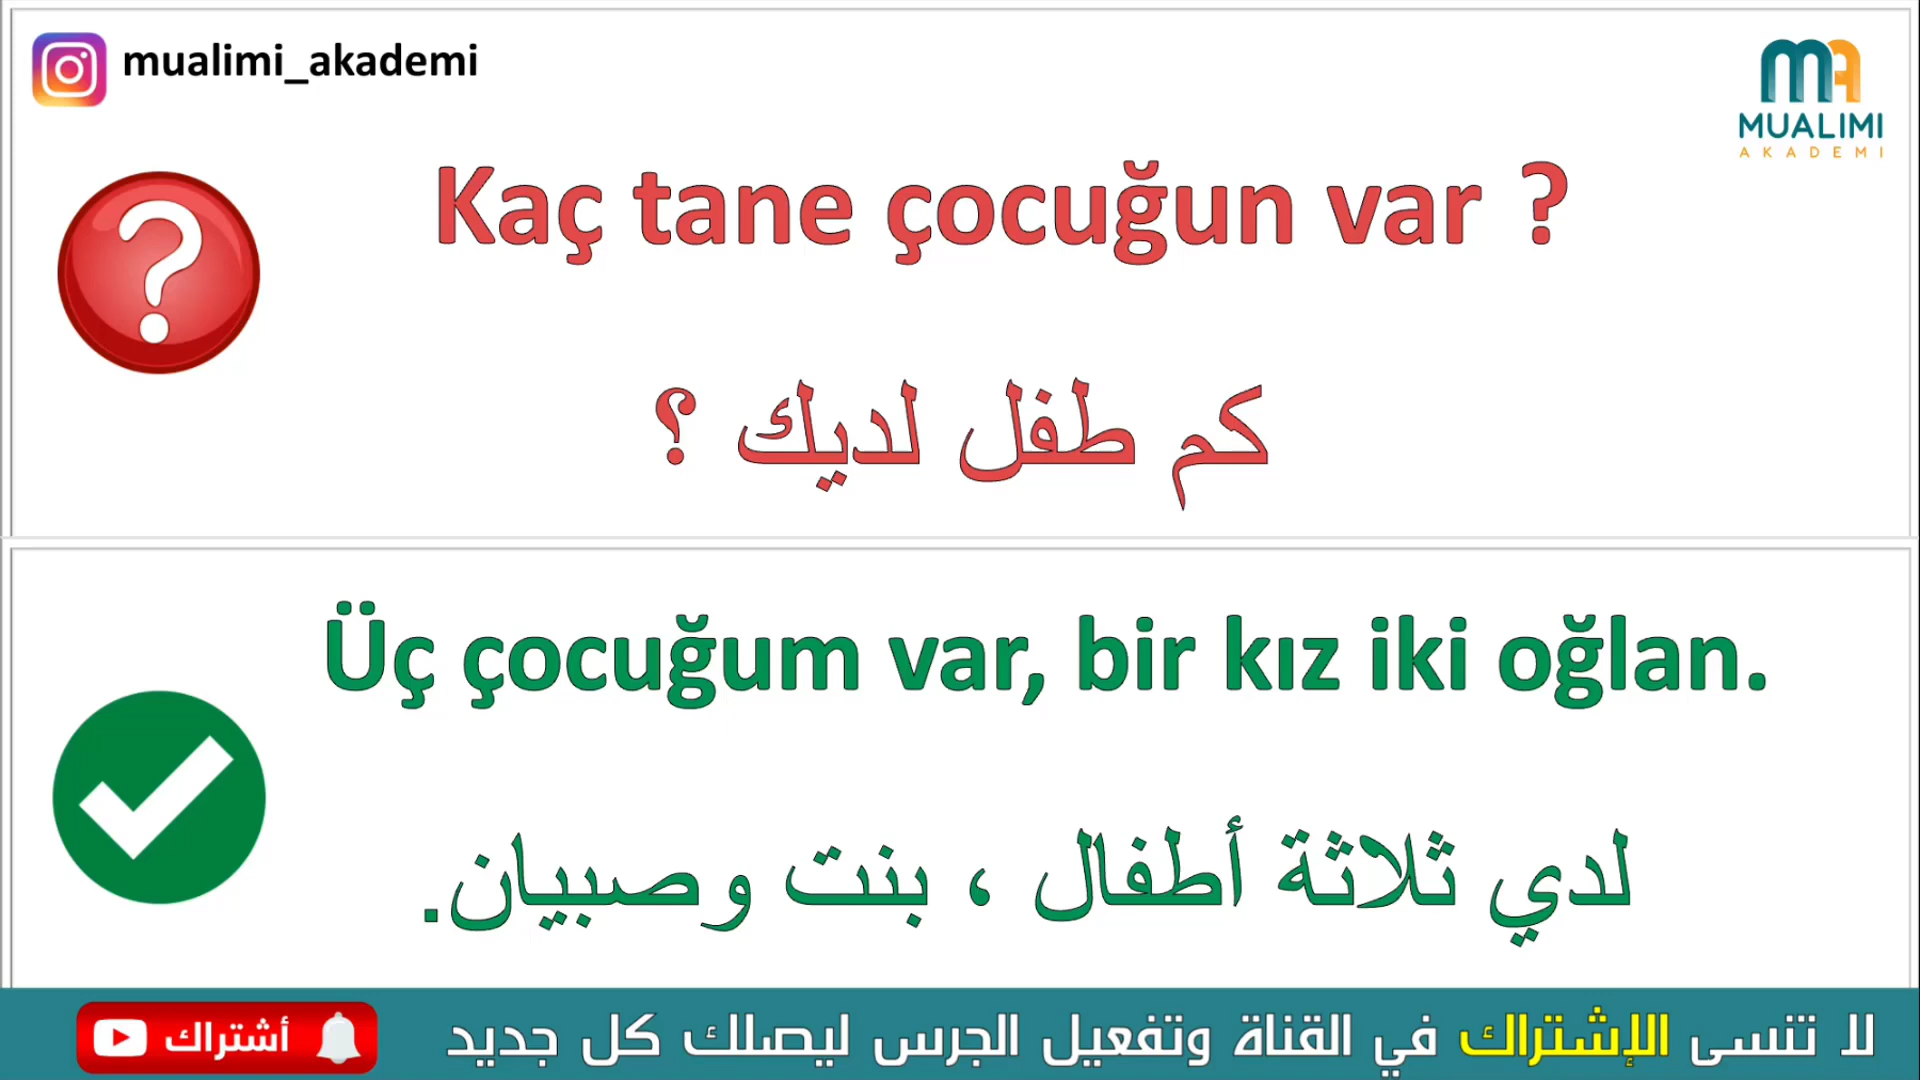 mualimi_akademi
MUALIMI
AKADEMI
Kaç tane çocuğun var ?
كم طفل لديك ؟
Üç çocuğum var, bir kız iki oğlan.
لدي ثلاثة أطفال ، بنت وصبيان.
لا تنسى الإشتراك في القناة وتفعيل الجرس ليصلك كل جديد
أشتراك